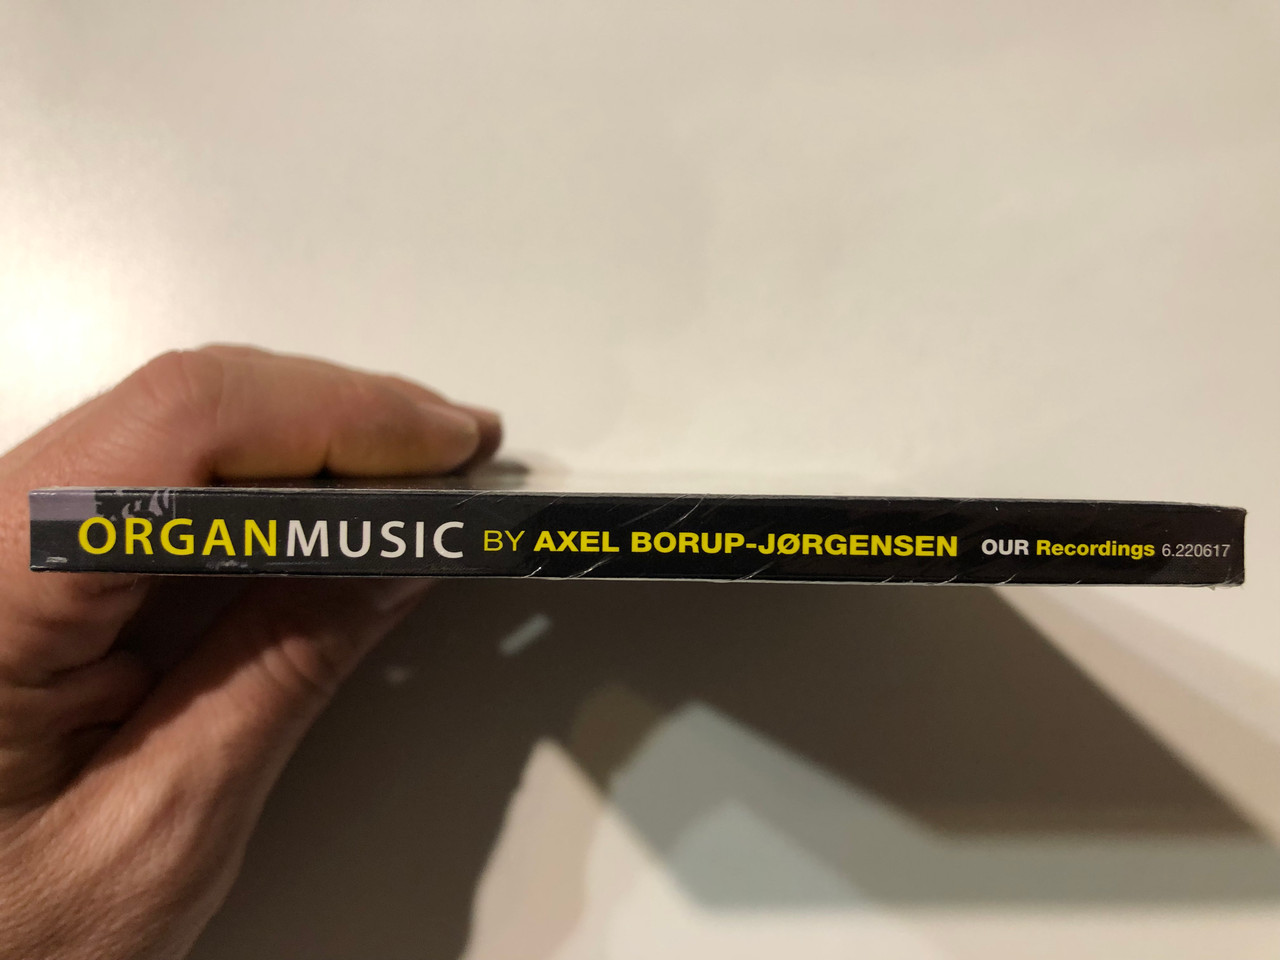 ORGANMUSIC BY AXEL BORUP-JØRGENSEN OUR Recordings 6.220617